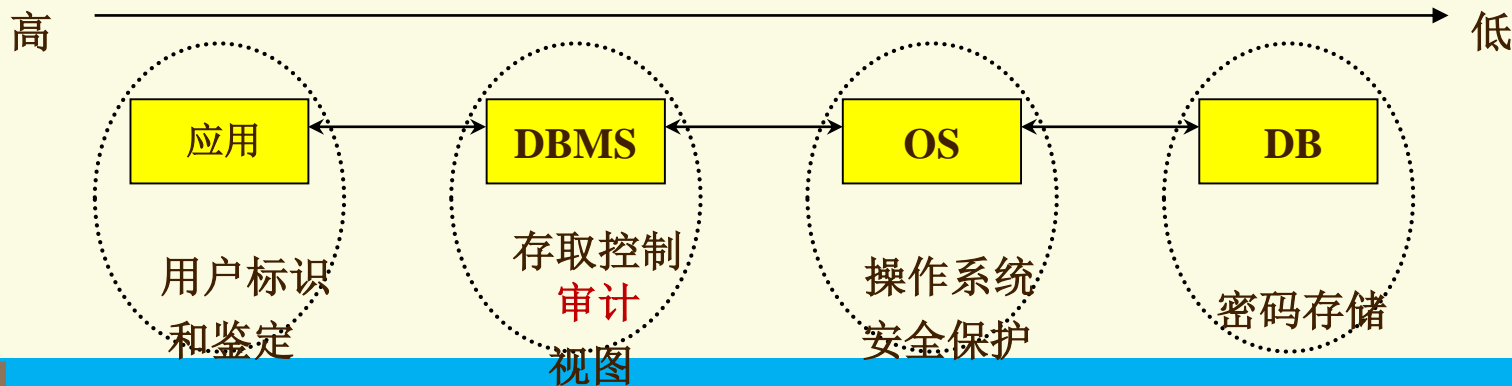 高
低
应用
DBMS
OS
DB
用户标识
和鉴定
存取控制
审计
视图
操作系统
安全保护
密码存储